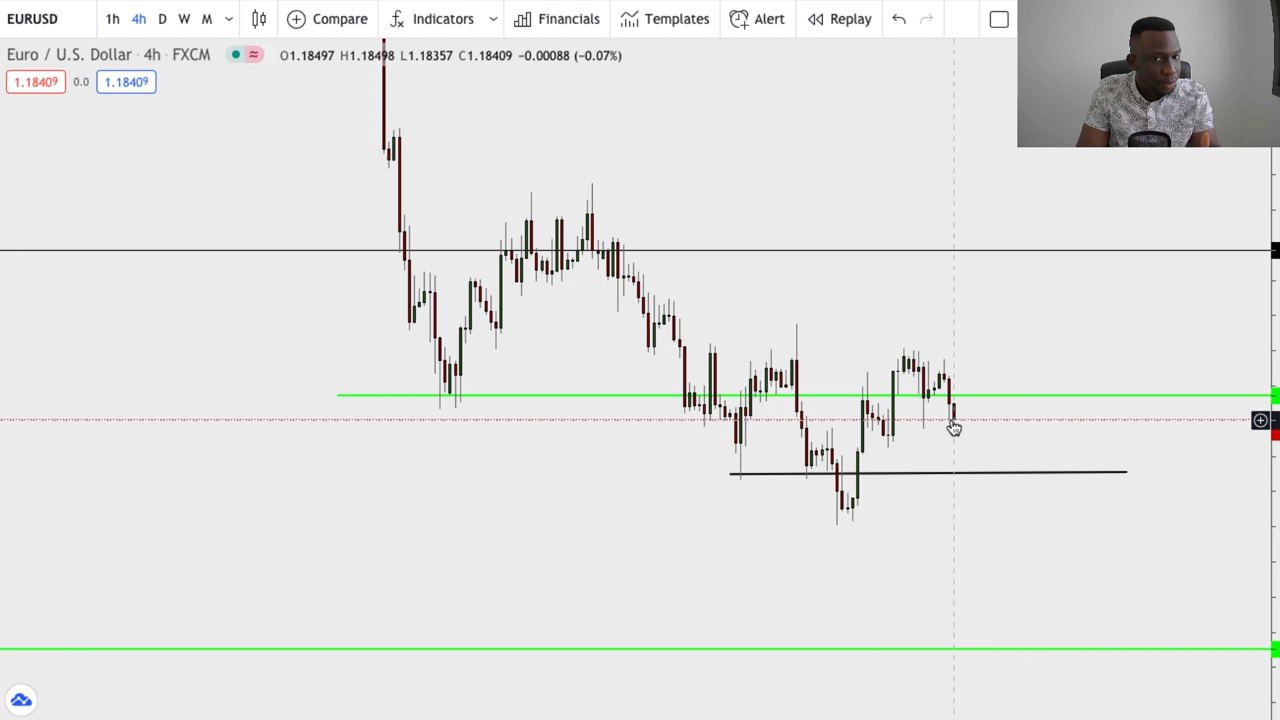 EURUSD 1h 4h D W M Compare Indicators Financials Templates Alert Replay
Euro / U.S. Dollar · 4h · FXCM O1.18497 H1.18498 L1.18357 C1.18409 −0.00088 (−0.07%)
1.18409 0.0 1.18409